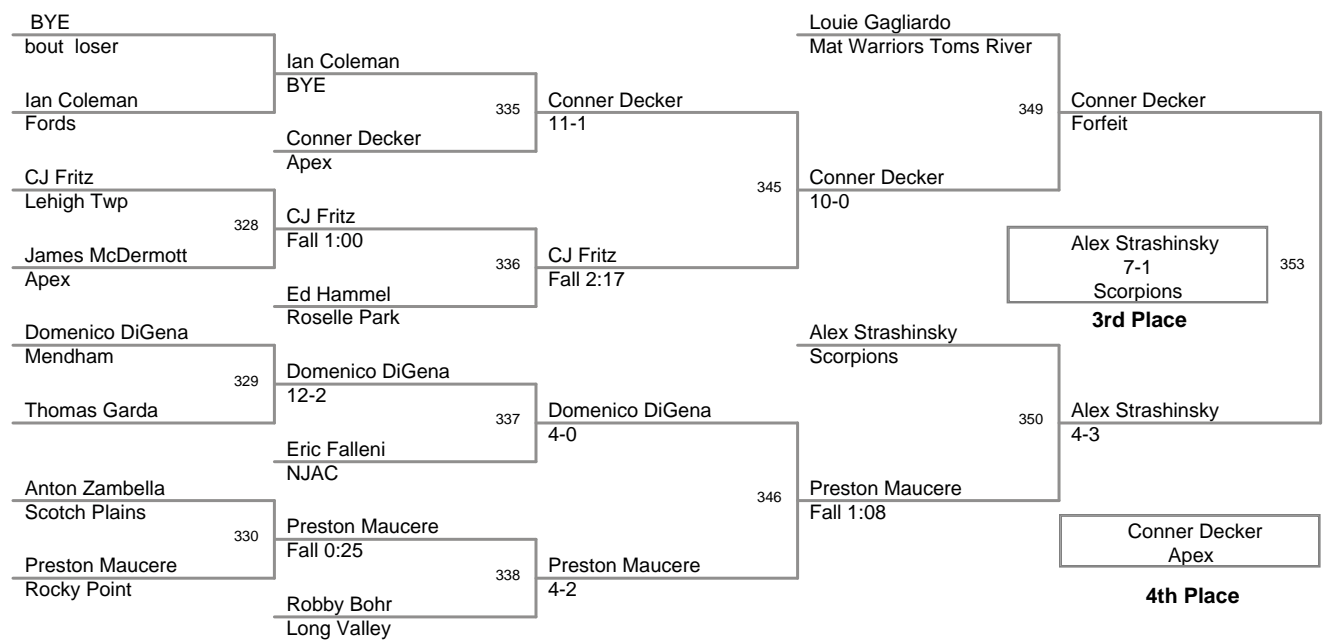 BYE
bout loser
Ian Coleman
Fords
CJ Fritz
Lehigh Twp
328
James McDermott
Apex
Domenico DiGena
Mendham
329
Thomas Garda
Anton Zambella
Scotch Plains
330
Preston Maucere
Rocky Point
Ian Coleman
BYE
335
Conner Decker
Apex
CJ Fritz
Fall 1:00
336
Ed Hammel
Roselle Park
Domenico DiGena
12-2
337
Eric Falleni
NJAC
Preston Maucere
Fall 0:25
338
Robby Bohr
Long Valley
Conner Decker
11-1
345
CJ Fritz
Fall 2:17
Domenico DiGena
4-0
346
Preston Maucere
4-2
Louie Gagliardo
Mat Warriors Toms River
349
Conner Decker
10-0
Alex Strashinsky
Scorpions
350
Preston Maucere
Fall 1:08
Conner Decker
Forfeit
353
Alex Strashinsky
4-3
Alex Strashinsky
7-1
Scorpions
3rd Place
Conner Decker
Apex
4th Place